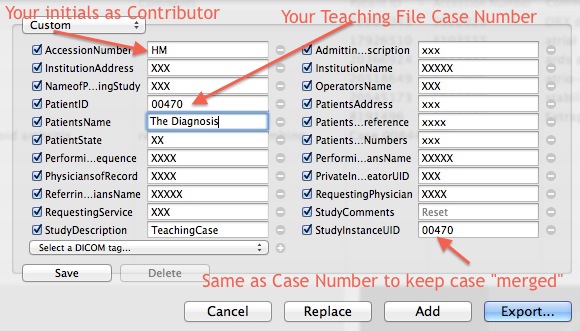 Your initials as Contributor
Your Teaching File Case Number
Custom
AccessionNumber HM
InstitutionAddress XXX
NameofP...ingStudy XXX
PatientID 00470
PatientsName The Diagnosis
PatientState XX
Performi...equence XXXX
PhysiciansofRecord XXXX
Referrin...iansName XXXXX
RequestingService XXX
StudyDescription TeachingCase
Select a DICOM tag...
Admittin...scription xxx
InstitutionName XXXXX
OperatorsName XXX
PatientsAddress xxx
Patients...reference xxxx
Patients...Numbers xxx
Performi...ansName XXXX
PrivateIn...eatorUID XXX
RequestingPhysician XXXX
StudyComments Reset
StudyInstanceUID 00470
Save
Delete
Same as Case Number to keep case "merged"
Cancel
Replace
Add
Export...